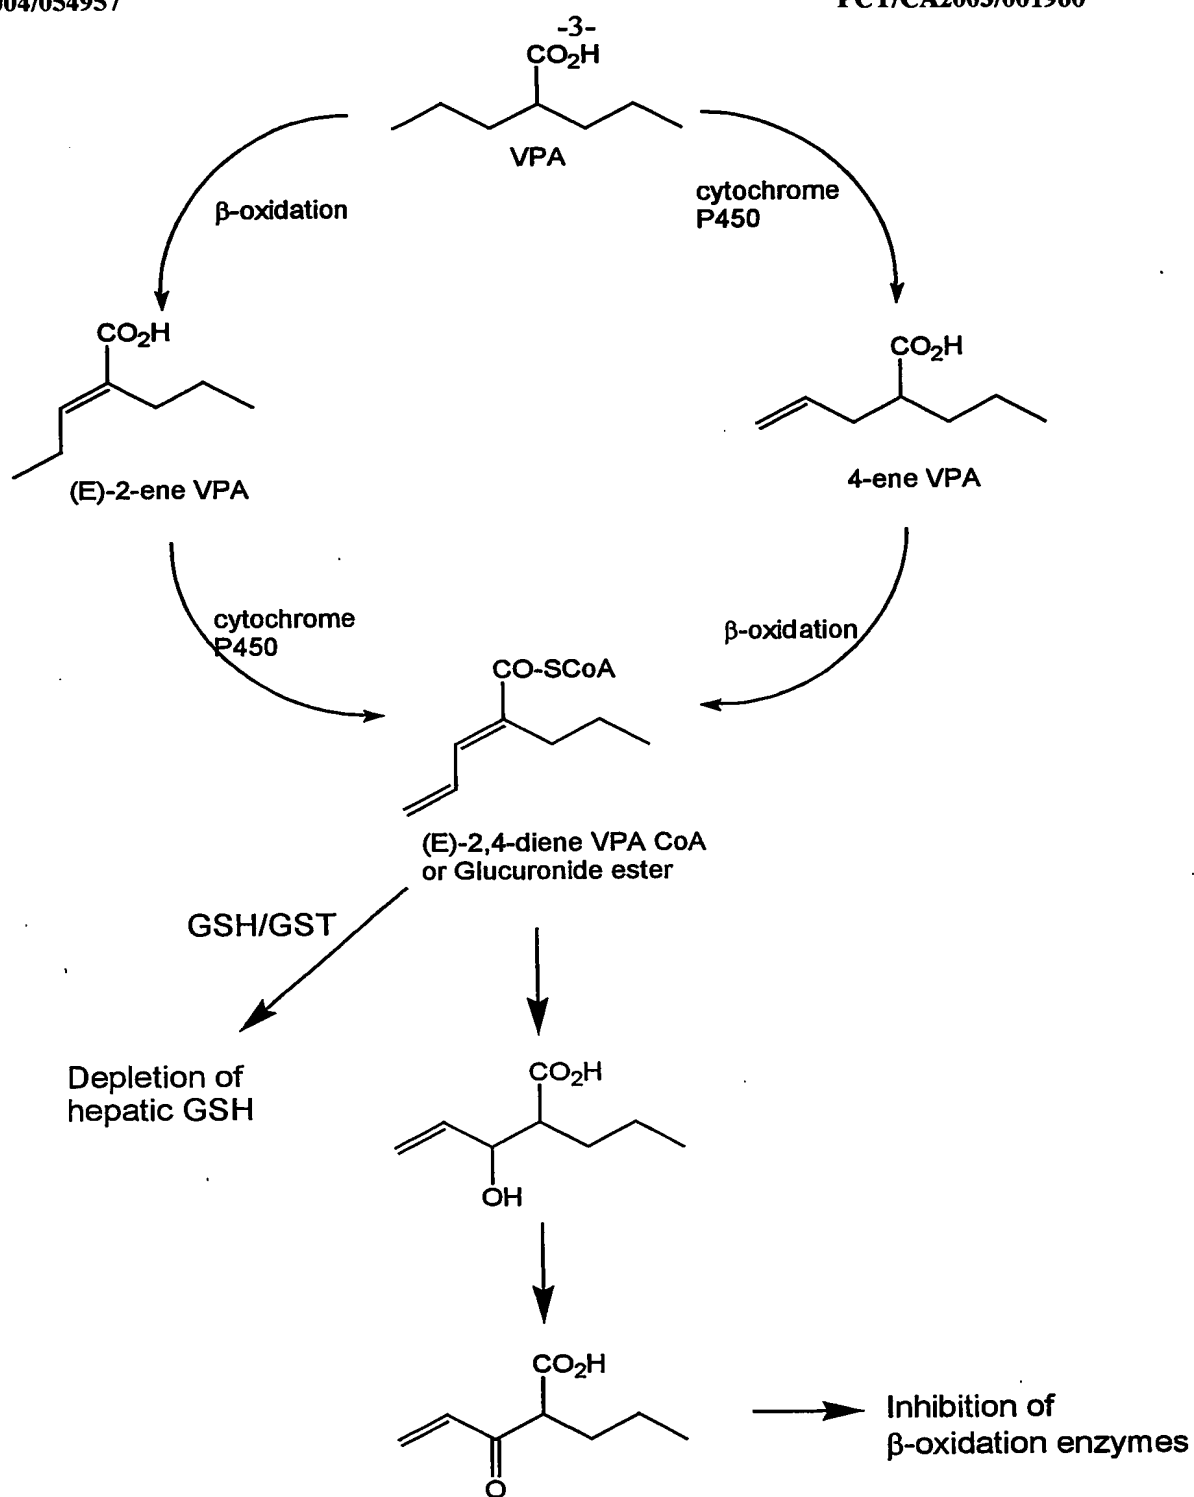 -3-
CO₂H
VPA
β-oxidation
cytochrome
P450
CO₂H
CO₂H
(E)-2-ene VPA
4-ene VPA
cytochrome
P450
β-oxidation
CO-SCoA
(E)-2,4-diene VPA CoA
or Glucuronide ester
GSH/GST
Depletion of
hepatic GSH
CO₂H
OH
CO₂H
Inhibition of
β-oxidation enzymes
O